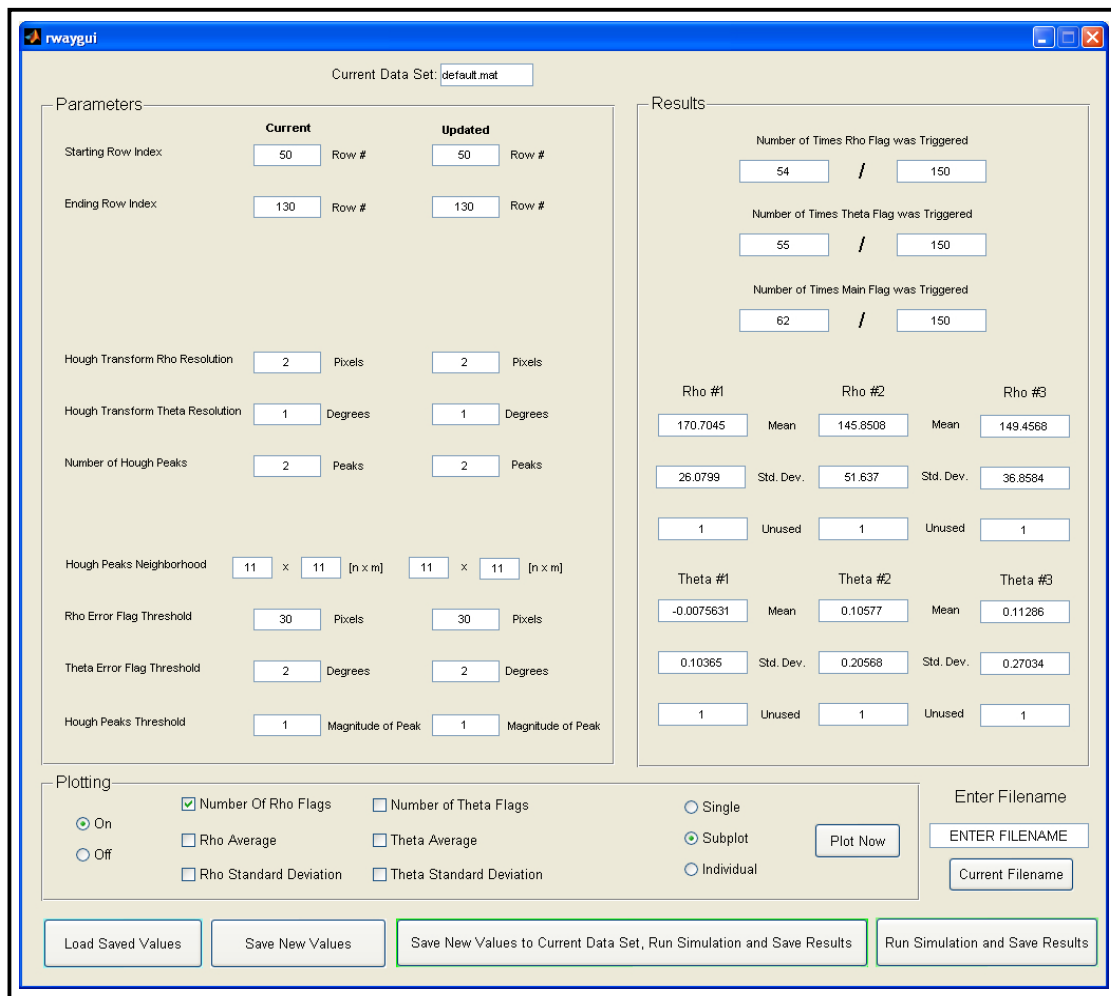 rwaygui
Current Data Set: default.mat
Parameters
Current Updated
Starting Row Index 50 Row # 50 Row #
Ending Row Index 130 Row # 130 Row #
Hough Transform Rho Resolution 2 Pixels 2 Pixels
Hough Transform Theta Resolution 1 Degrees 1 Degrees
Number of Hough Peaks 2 Peaks 2 Peaks
Hough Peaks Neighborhood 11 x 11 [n x m] 11 x 11 [n x m]
Rho Error Flag Threshold 30 Pixels 30 Pixels
Theta Error Flag Threshold 2 Degrees 2 Degrees
Hough Peaks Threshold 1 Magnitude of Peak 1 Magnitude of Peak
Results
Number of Times Rho Flag was Triggered
54 / 150
Number of Times Theta Flag was Triggered
55 / 150
Number of Times Main Flag was Triggered
62 / 150
Rho #1 Rho #2 Rho #3
170.7045 Mean 145.8508 Mean 149.4568
26.0799 Std. Dev. 51.637 Std. Dev. 36.8584
1 Unused 1 Unused 1
Theta #1 Theta #2 Theta #3
-0.0075631 Mean 0.10577 Mean 0.11286
0.10365 Std. Dev. 0.20568 Std. Dev. 0.27034
1 Unused 1 Unused 1
Plotting
On
Off
Number Of Rho Flags Number of Theta Flags
Rho Average Theta Average
Rho Standard Deviation Theta Standard Deviation
Single
Subplot
Individual
Plot Now
Enter Filename
ENTER FILENAME
Current Filename
Load Saved Values Save New Values Save New Values to Current Data Set, Run Simulation and Save Results Run Simulation and Save Results